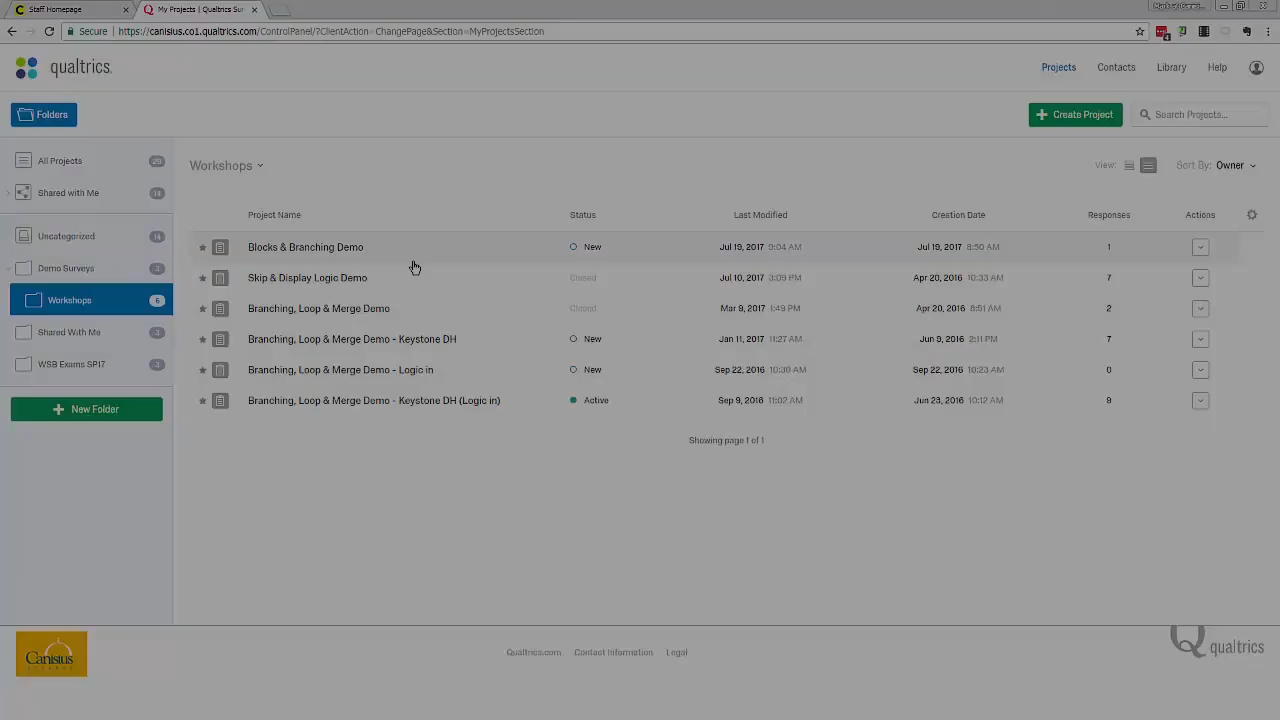 Staff Homepage
My Projects | Qualtrics Sur
Secure https://canisius.co1.qualtrics.com/ControlPanel/?ClientAction=ChangePage&Section=MyProjectsSection
qualtrics.
Projects Contacts Library Help
Folders
Create Project
Search Projects...
All Projects
Shared with Me 14
Uncategorized 14
Demo Surveys 3
Workshops 6
Shared With Me 3
WSB Exams SP17 3
New Folder
Workshops
View: Sort By: Owner
Project Name Status Last Modified Creation Date Responses Actions
Blocks & Branching Demo New Jul 19, 2017 9:04 AM Jul 19, 2017 8:50 AM 1
Skip & Display Logic Demo Closed Jul 10, 2017 3:09 PM Apr 20, 2016 10:33 AM 7
Branching, Loop & Merge Demo Closed Mar 9, 2017 1:49 PM Apr 20, 2016 8:51 AM 2
Branching, Loop & Merge Demo - Keystone DH New Jan 11, 2017 11:27 AM Jun 9, 2016 2:11 PM 7
Branching, Loop & Merge Demo - Logic in New Sep 22, 2016 10:30 AM Sep 22, 2016 10:23 AM 0
Branching, Loop & Merge Demo - Keystone DH (Logic in) Active Sep 9, 2016 11:02 AM Jun 23, 2016 10:12 AM 9
Showing page 1 of 1
Canisius
Qualtrics.com Contact Information Legal
qualtrics